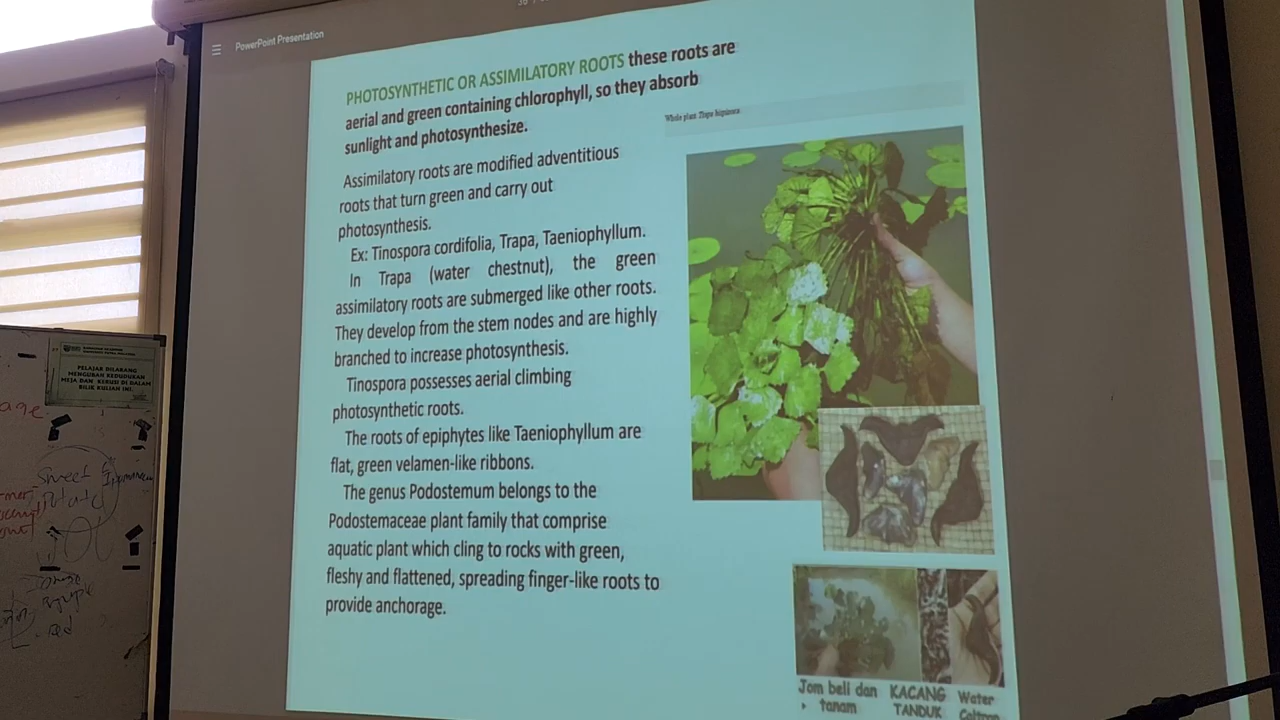 PowerPoint Presentation
PHOTOSYNTHETIC OR ASSIMILATORY ROOTS these roots are
aerial and green containing chlorophyll, so they absorb
sunlight and photosynthesize.
Assimilatory roots are modified adventitious
roots that turn green and carry out
photosynthesis.
Ex: Tinospora cordifolia, Trapa, Taeniophyllum.
In Trapa (water chestnut), the green
assimilatory roots are submerged like other roots.
They develop from the stem nodes and are highly
branched to increase photosynthesis.
Tinospora possesses aerial climbing
photosynthetic roots.
The roots of epiphytes like Taeniophyllum are
flat, green velamen-like ribbons.
The genus Podostemum belongs to the
Podostemaceae plant family that comprise
aquatic plant which cling to rocks with green,
fleshy and flattened, spreading finger-like roots to
provide anchorage.
Whole plant
Jom beli dan
tanam
KACANG
TANDUK
Water
Caltrop
PELAJAR DILARANG
MENGUBAH KEDUDUKAN
MEJA DAN KERUSI DI DALAM
BILIK KULIAH INI.
age
Sweet
Potato